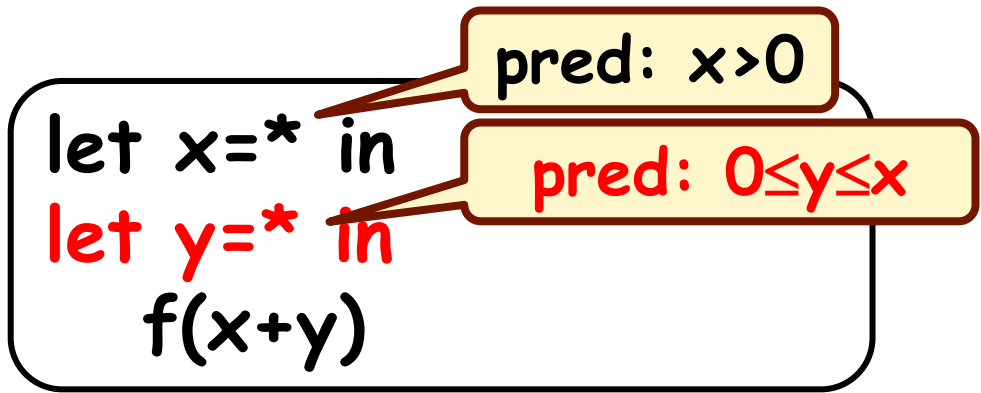 pred: x>0
let x=* in
pred: 0≤y≤x
let y=* in
f(x+y)